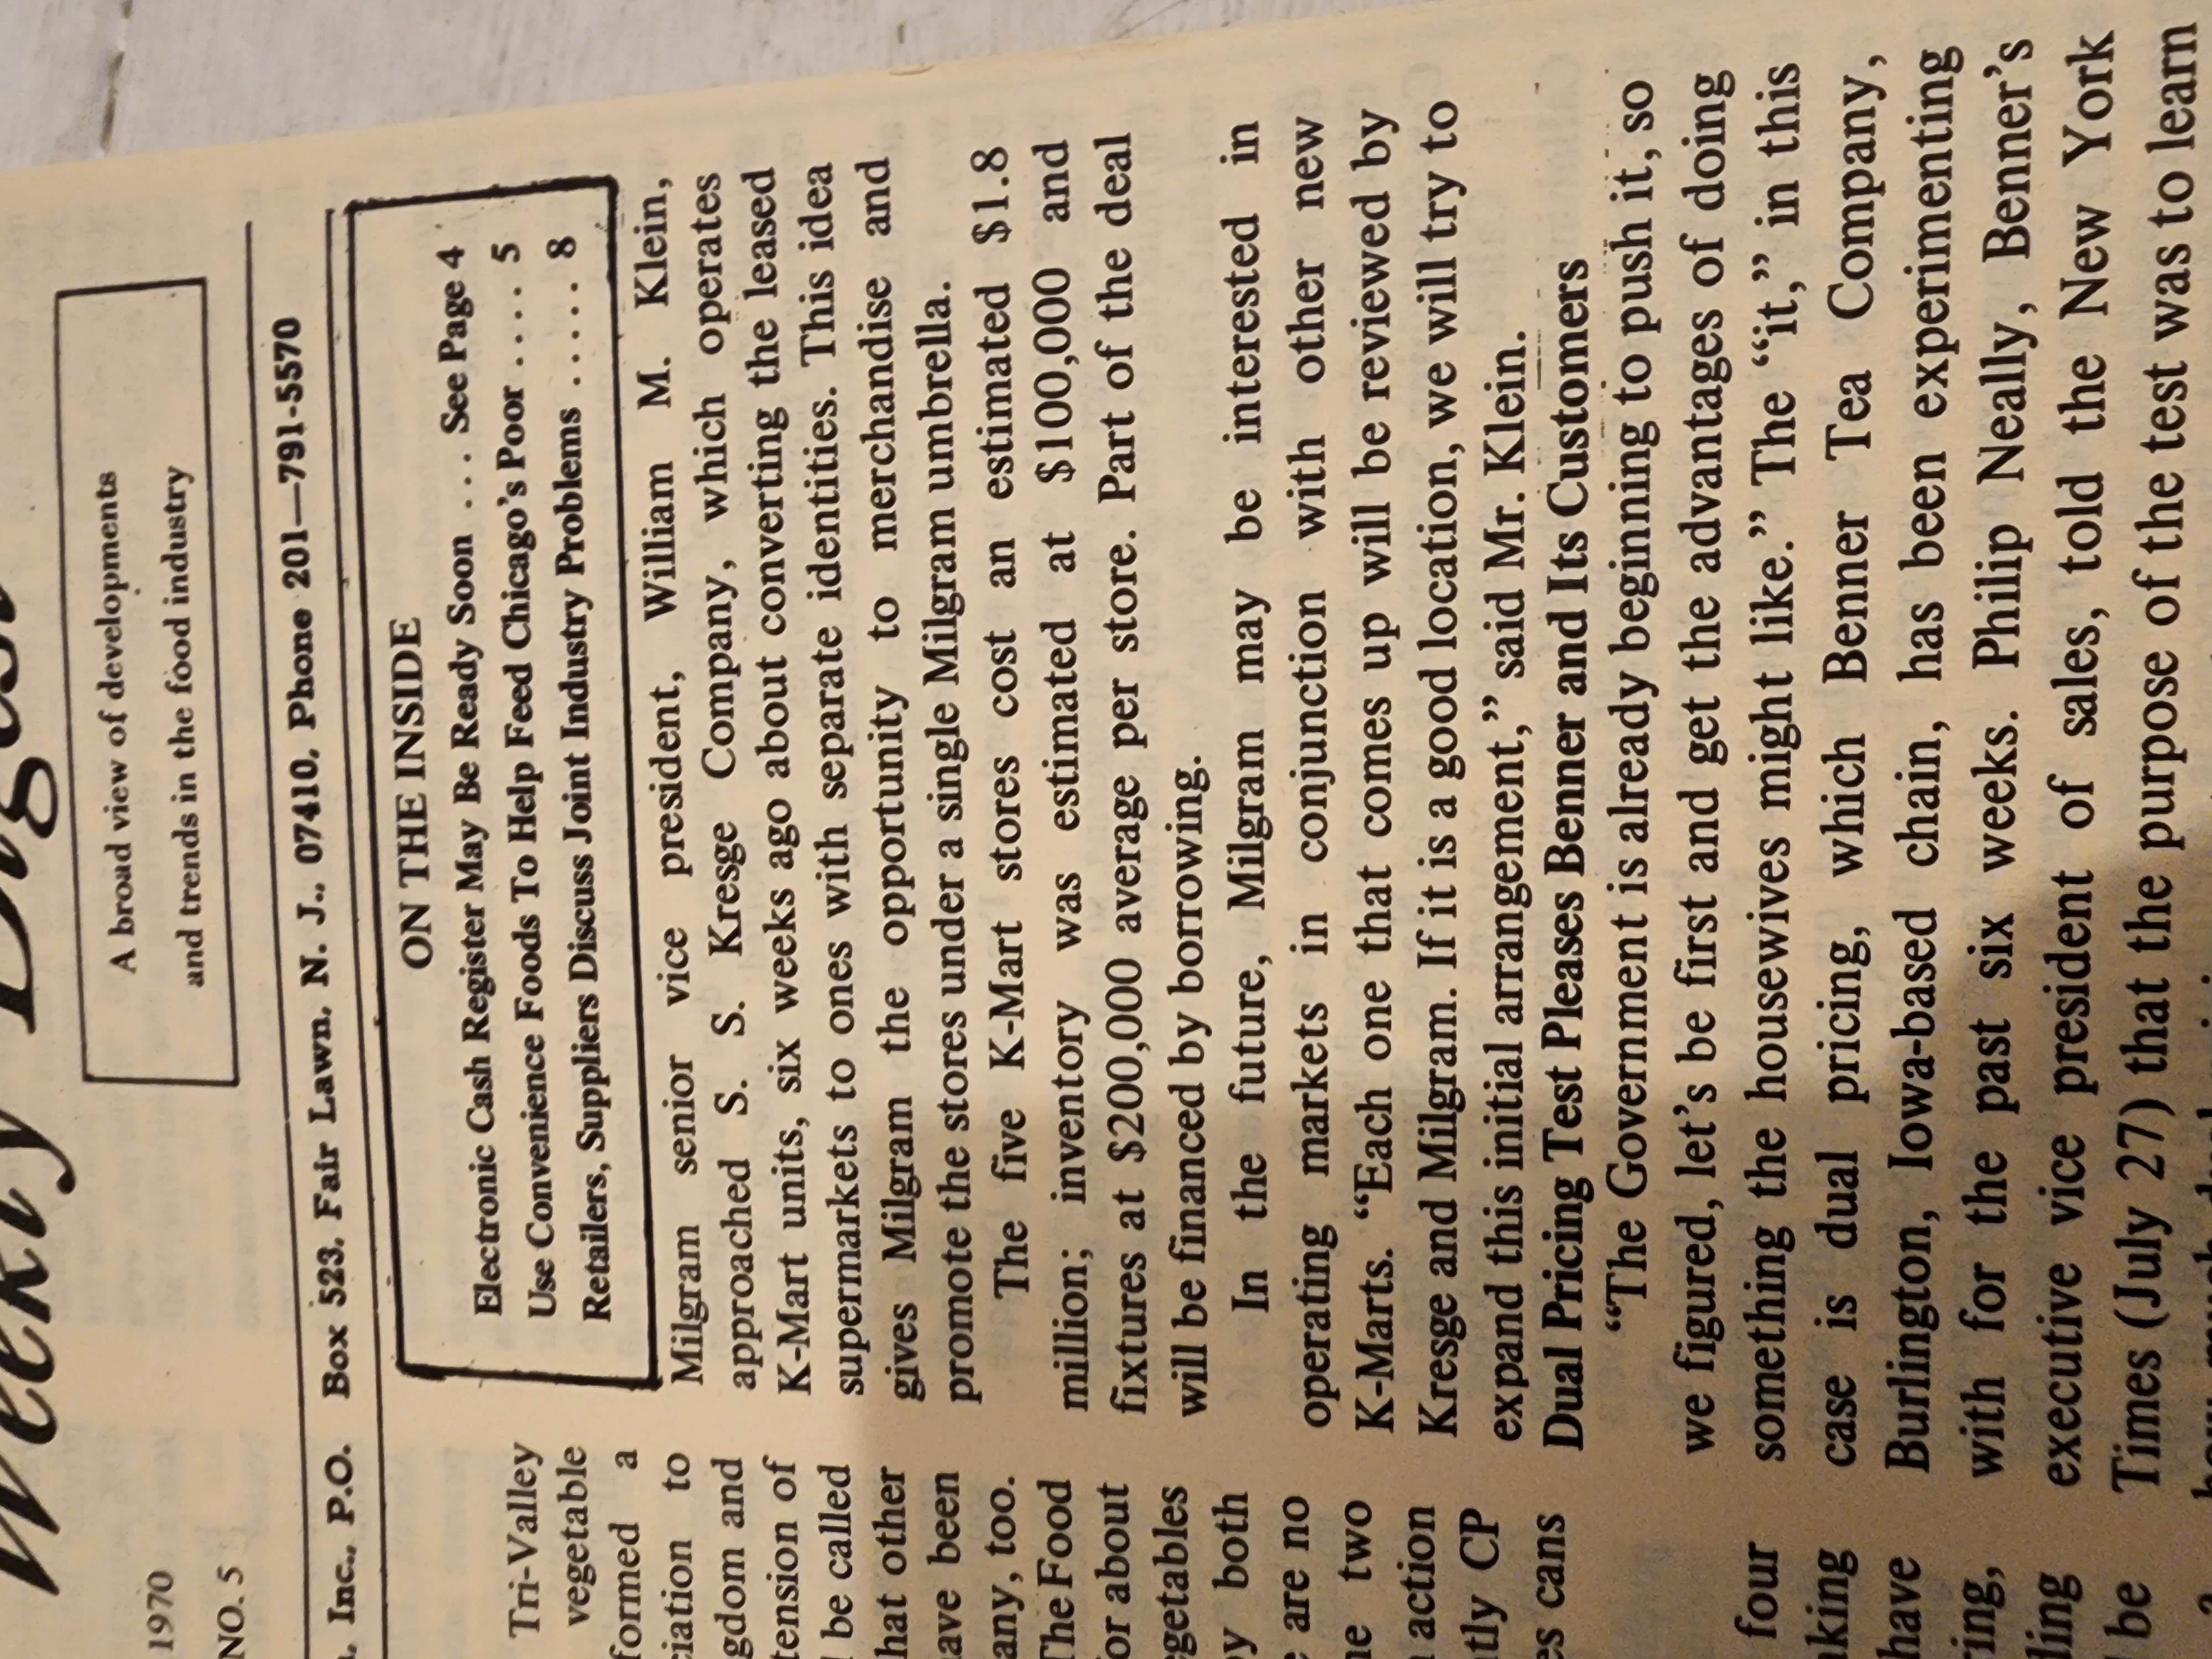 Weekly Digest
A broad view of developments
and trends in the food industry
1970
NO. 5
Inc., P.O. Box 523, Fair Lawn, N. J., 07410, Phone 201—791-5570
ON THE INSIDE
Electronic Cash Register May Be Ready Soon . . . See Page 4
Use Convenience Foods To Help Feed Chicago's Poor . . . . 5
Retailers, Suppliers Discuss Joint Industry Problems . . . . . 8
Tri-Valley
vegetable
formed a
ciation to
gdom and
tension of
be called
hat other
ave been
any, too.
The Food
or about
egetables
y both
are no
ne two
action
ntly CP
es cans
four
king
have
ring,
ling
be
Milgram senior vice president, William M. Klein,
approached S. S. Kresge Company, which operates
K-Mart units, six weeks ago about converting the leased
supermarkets to ones with separate identities. This idea
gives Milgram the opportunity to merchandise and
promote the stores under a single Milgram umbrella.
The five K-Mart stores cost an estimated $1.8
million; inventory was estimated at $100,000 and
fixtures at $200,000 average per store. Part of the deal
will be financed by borrowing.
In the future, Milgram may be interested in
operating markets in conjunction with other new
K-Marts. “Each one that comes up will be reviewed by
Kresge and Milgram. If it is a good location, we will try to
expand this initial arrangement,” said Mr. Klein.
Dual Pricing Test Pleases Benner and Its Customers
“The Government is already beginning to push it, so
we figured, let's be first and get the advantages of doing
something the housewives might like.” The “it,” in this
case is dual pricing, which Benner Tea Company,
Burlington, Iowa-based chain, has been experimenting
with for the past six weeks. Philip Neally, Benner's
executive vice president of sales, told the New York
Times (July 27) that the purpose of the test was to learn